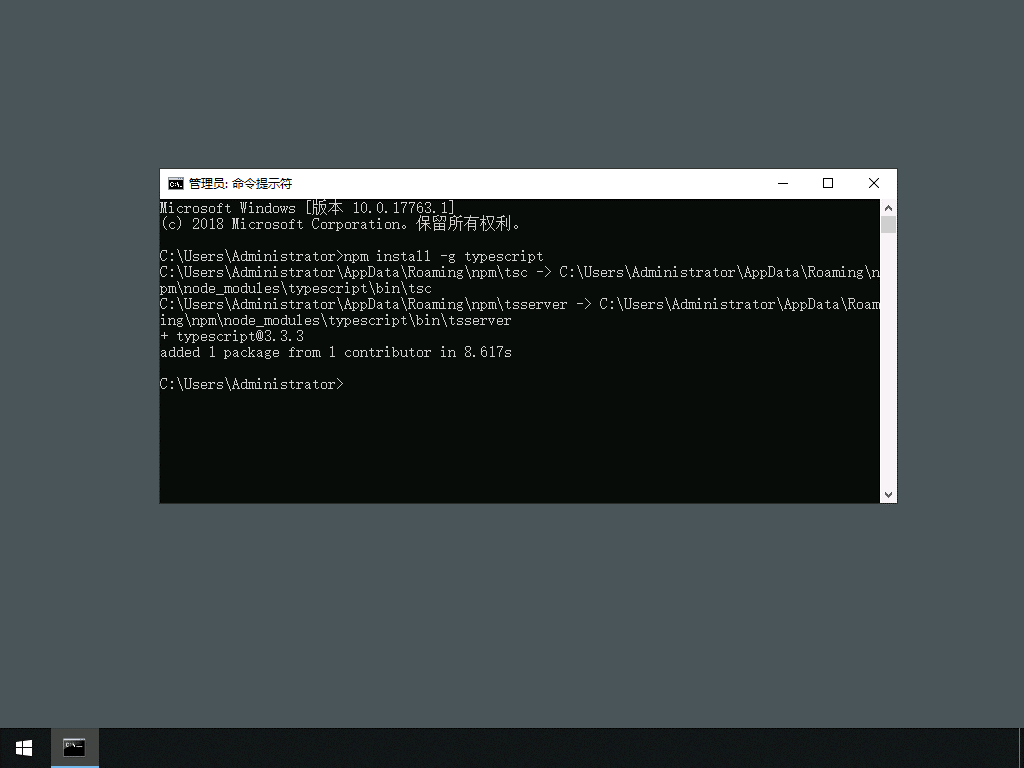 管理员: 命令提示符
Microsoft Windows [版本 10.0.17763.1]
(c) 2018 Microsoft Corporation。保留所有权利。
C:\Users\Administrator>npm install -g typescript
C:\Users\Administrator\AppData\Roaming\npm\tsc -> C:\Users\Administrator\AppData\Roaming\n
pm\node_modules\typescript\bin\tsc
C:\Users\Administrator\AppData\Roaming\npm\tsserver -> C:\Users\Administrator\AppData\Roam
ing\npm\node_modules\typescript\bin\tsserver
+ typescript@3.3.3
added 1 package from 1 contributor in 8.617s
C:\Users\Administrator>